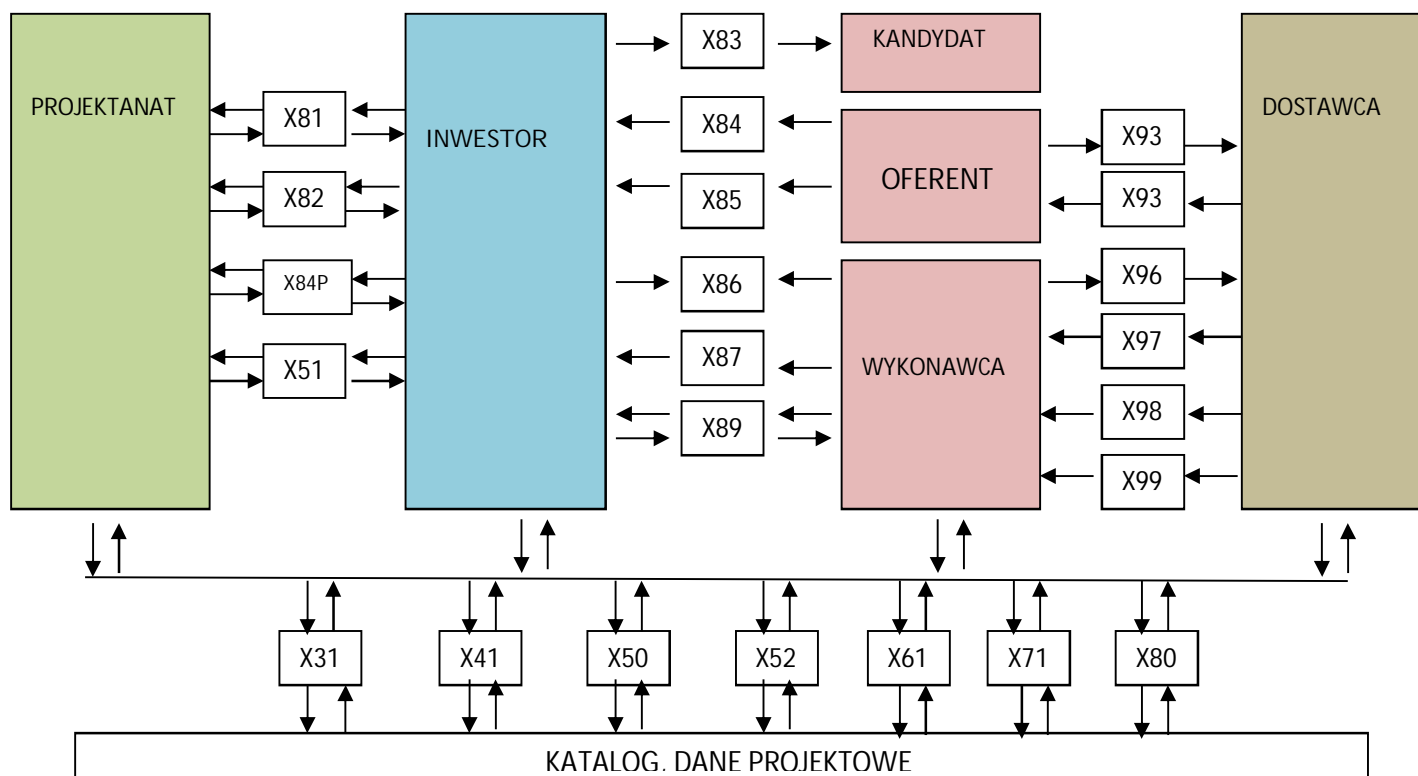 X83
KANDYDAT
PROJEKTANAT
X81
INWESTOR
X84
DOSTAWCA
X93
OFERENT
X82
X85
X93
X84P
X86
X96
X51
X87
WYKONAWCA
X97
X89
X98
X99
X31
X41
X50
X52
X61
X71
X80
KATALOG, DANE PROJEKTOWE